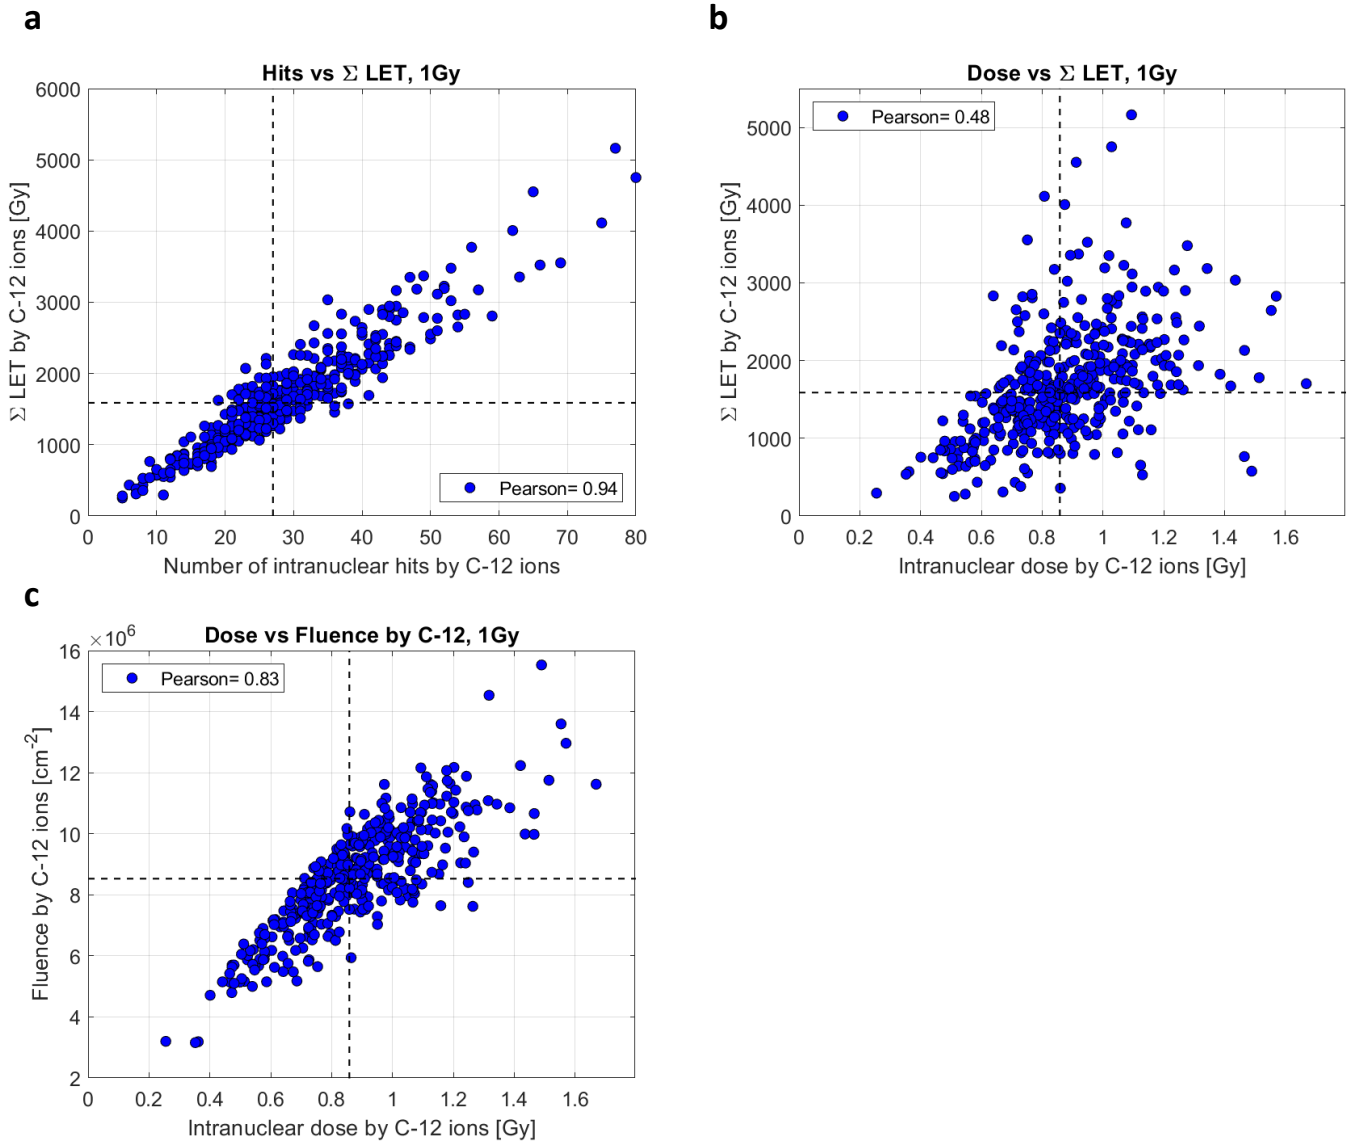 a
Hits vs Σ LET, 1Gy
6000
5000
4000
3000
2000
1000
0
Σ LET by C-12 ions [Gy]
Pearson= 0.94
0 10 20 30 40 50 60 70 80
Number of intranuclear hits by C-12 ions
b
Dose vs Σ LET, 1Gy
Pearson= 0.48
5000
4000
3000
2000
1000
0
Σ LET by C-12 ions [Gy]
0 0.2 0.4 0.6 0.8 1 1.2 1.4 1.6
Intranuclear dose by C-12 ions [Gy]
c
×10^6
Dose vs Fluence by C-12, 1Gy
Pearson= 0.83
16
14
12
10
8
6
4
2
Fluence by C-12 ions [cm^-2]
0 0.2 0.4 0.6 0.8 1 1.2 1.4 1.6
Intranuclear dose by C-12 ions [Gy]